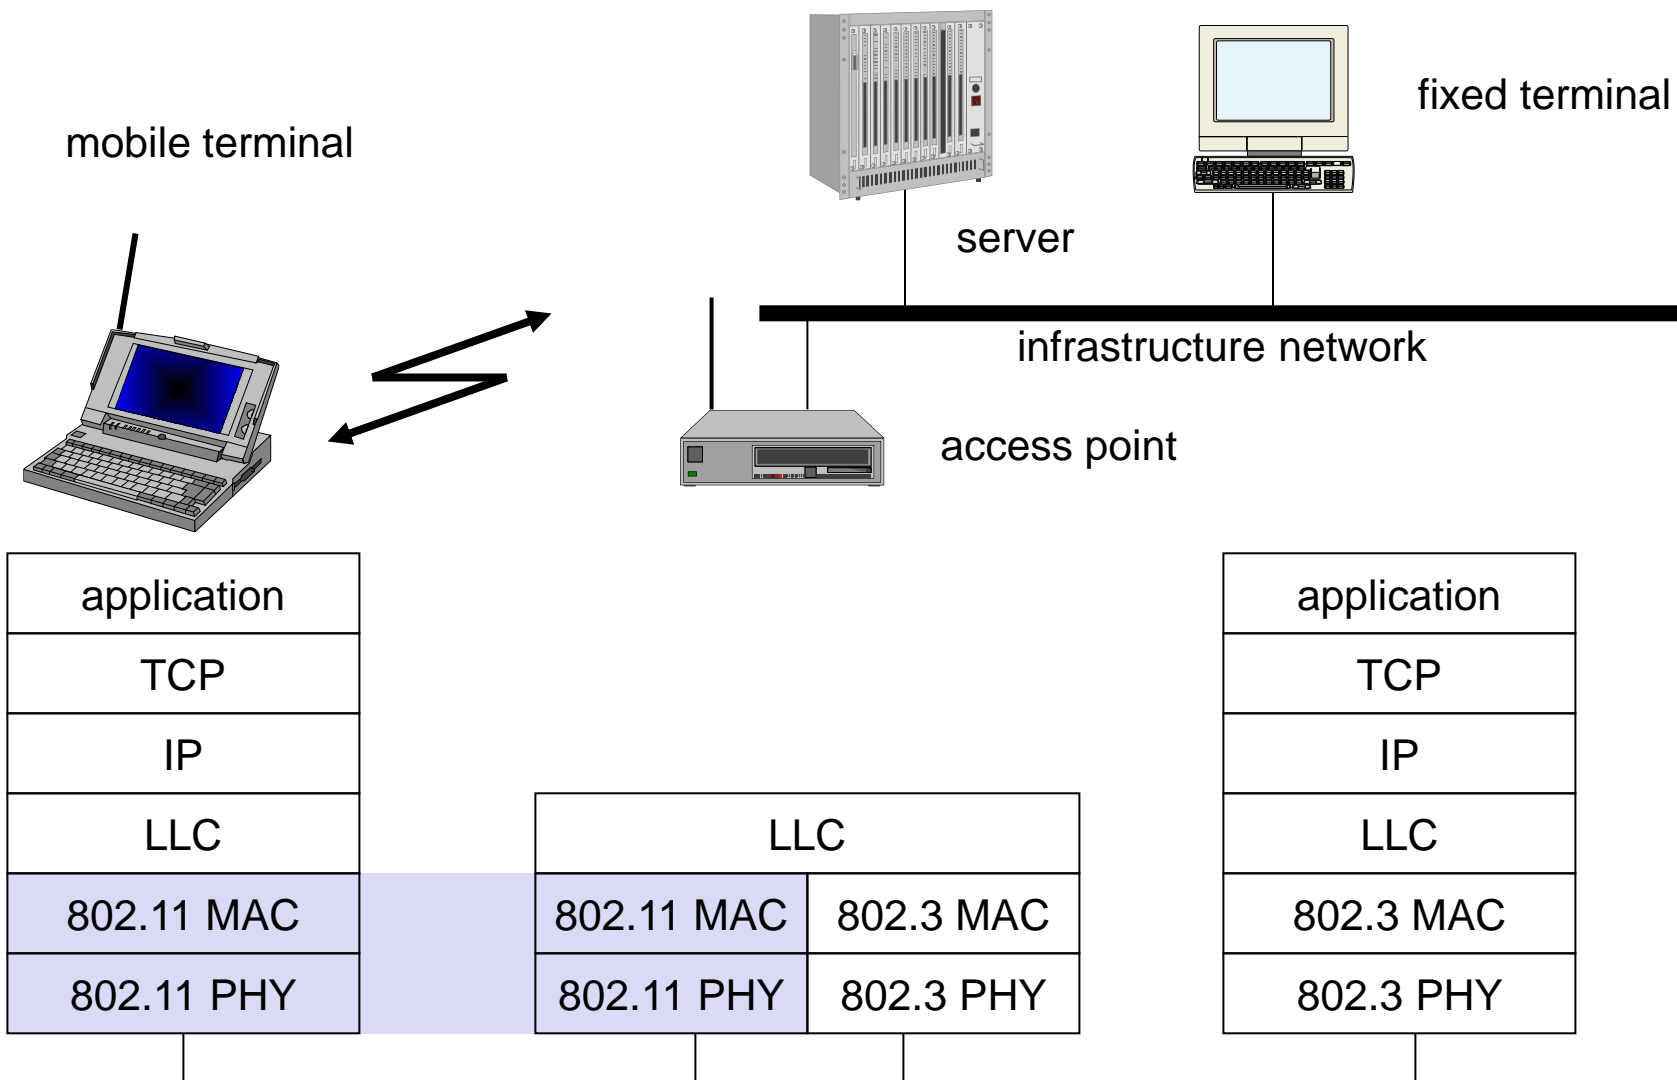 fixed terminal
mobile terminal
server
infrastructure network
access point
application
TCP
IP
LLC
802.11 MAC
802.11 PHY
LLC
802.11 MAC
802.3 MAC
802.11 PHY
802.3 PHY
application
TCP
IP
LLC
802.3 MAC
802.3 PHY